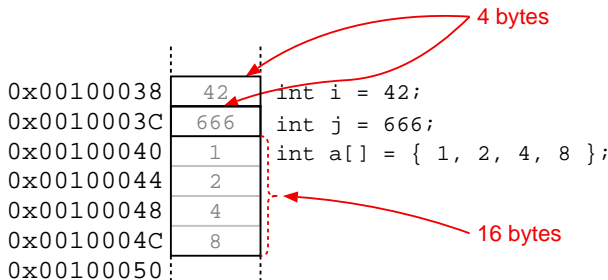 4 bytes
0x00100038 42 int i = 42;
0x0010003C 666 int j = 666;
0x00100040 1 int a[] = { 1, 2, 4, 8 };
0x00100044 2
0x00100048 4
16 bytes
0x0010004C 8
0x00100050